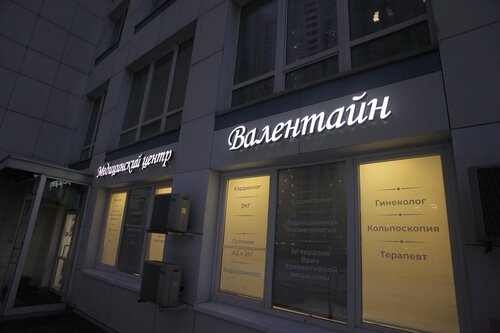 Медицинский центр
Валентайн
Кардиолог
ЭКГ
Суточное
мониторирование
АД и ЭКГ
Эндокринолог
Косметолог
Инъекционная
косметология
IV-терапия
Врач
Превентивной
медицины
Гинеколог
Кольпоскопия
Терапевт